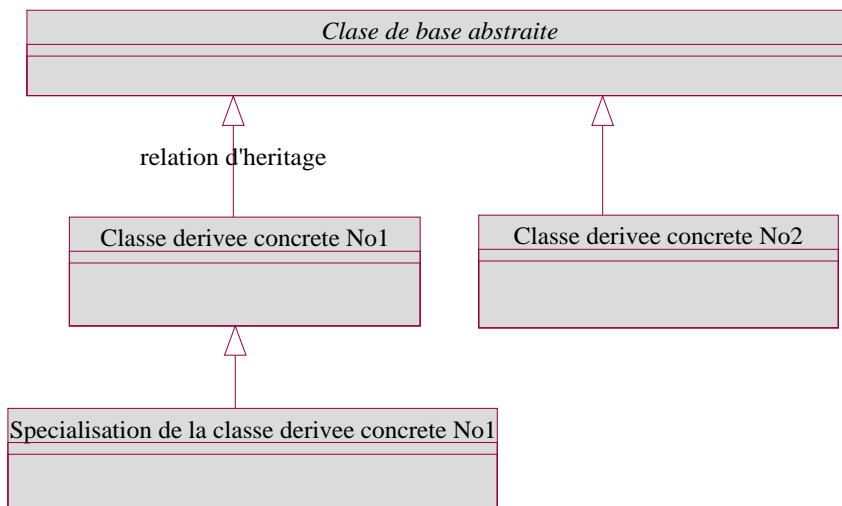 Clase de base abstraite
relation d'heritage
Classe derivee concrete No1
Classe derivee concrete No2
Specialisation de la classe derivee concrete No1